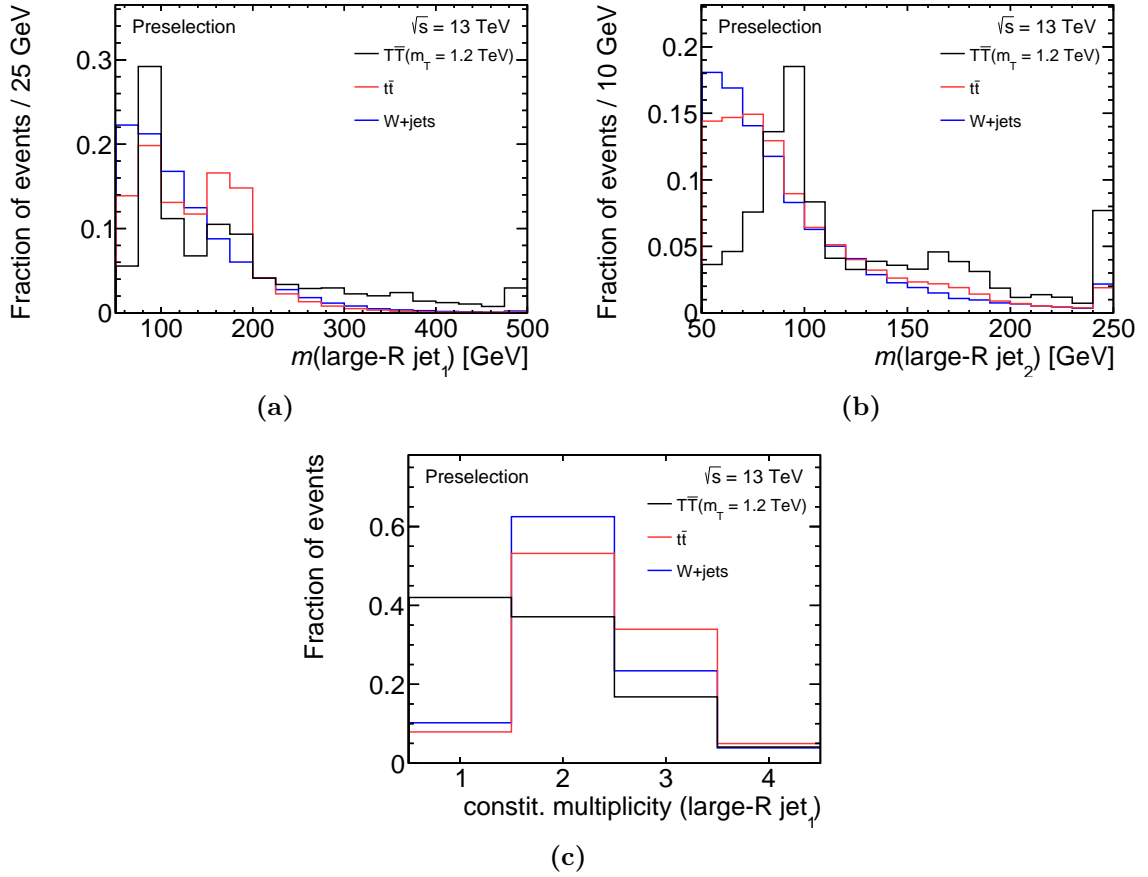 Fraction of events / 25 GeV
Preselection
√s = 13 TeV
TT̅(m_T = 1.2 TeV)
tt̄
W+jets
0.3
0.2
0.1
0
100 200 300 400 500
m(large-R jet_1) [GeV]
(a)
Fraction of events / 10 GeV
Preselection
√s = 13 TeV
TT̅(m_T = 1.2 TeV)
tt̄
W+jets
0.2
0.15
0.1
0.05
0
50 100 150 200 250
m(large-R jet_2) [GeV]
(b)
Fraction of events
Preselection
√s = 13 TeV
TT̅(m_T = 1.2 TeV)
tt̄
W+jets
0.6
0.4
0.2
0
1 2 3 4
constit. multiplicity (large-R jet_1)
(c)